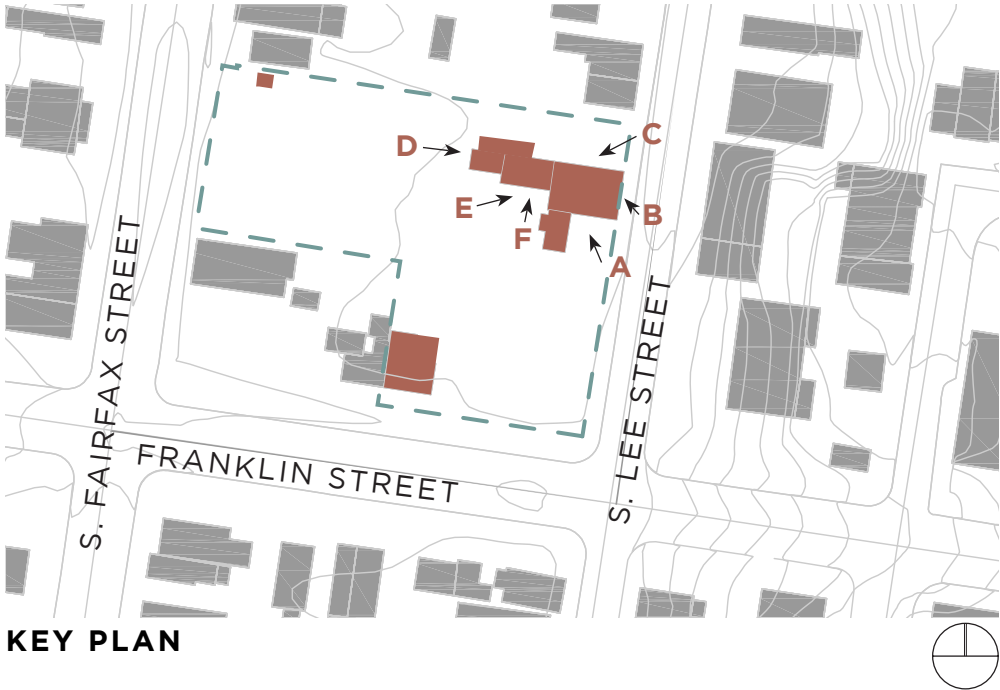 C
D
E
B
F
A
S. FAIRFAX STREET
S. LEE STREET
FRANKLIN STREET
KEY PLAN